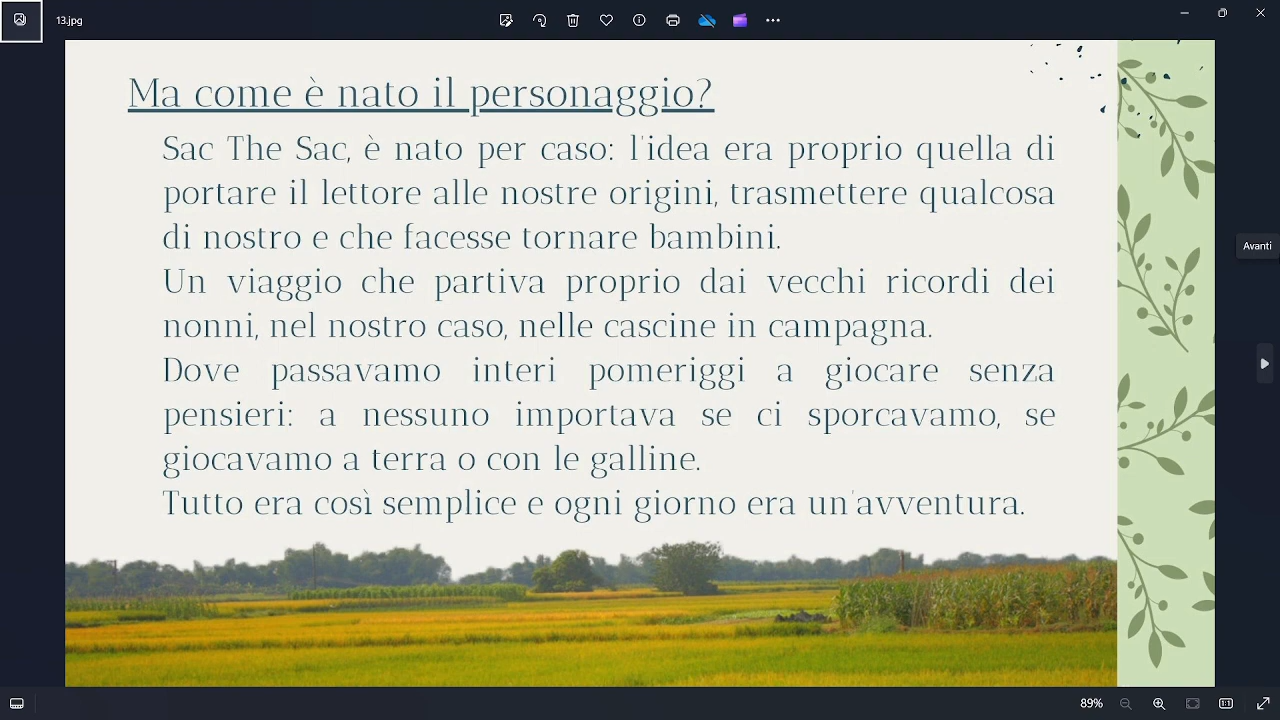 13.jpg
Ma come è nato il personaggio?
Sac The Sac, è nato per caso: l'idea era proprio quella di
portare il lettore alle nostre origini, trasmettere qualcosa
di nostro e che facesse tornare bambini.
Un viaggio che partiva proprio dai vecchi ricordi dei
nonni, nel nostro caso, nelle cascine in campagna.
Dove passavamo interi pomeriggi a giocare senza
pensieri: a nessuno importava se ci sporcavamo, se
giocavamo a terra o con le galline.
Tutto era così semplice e ogni giorno era un'avventura.
Avanti
89%